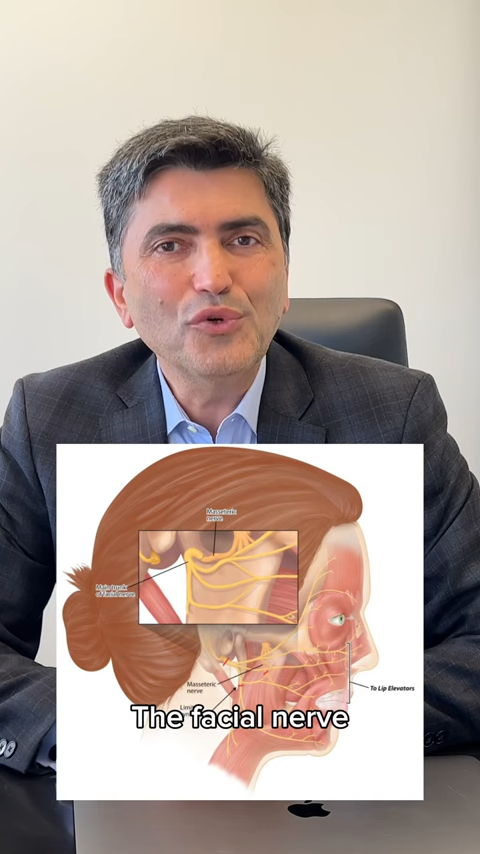 Masseteric
nerve
Main trunk
of facial nerve
Masseteric
nerve
To Lip Elevators
The facial nerve